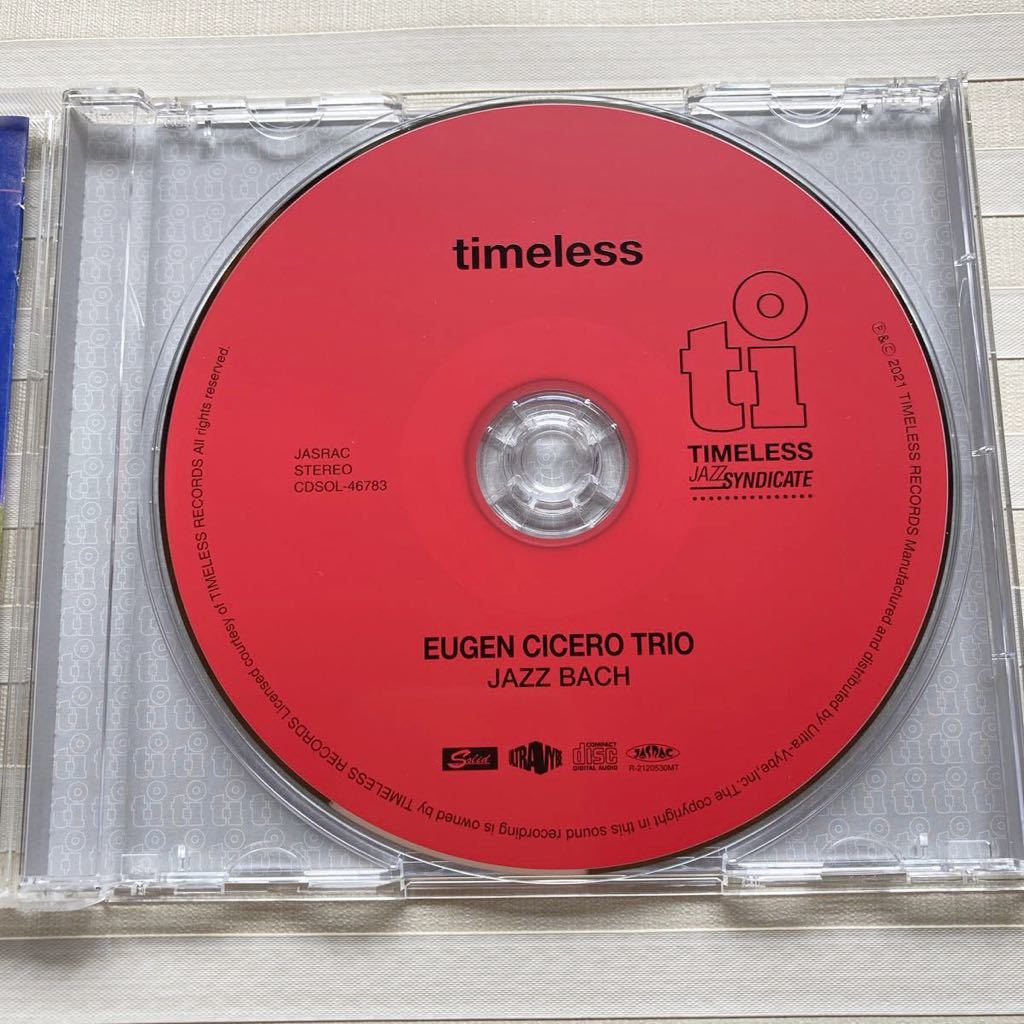 timeless
ti
TIMELESS
JAZZ SYNDICATE
JASRAC
STEREO
CDSOL-46783
EUGEN CICERO TRIO
JAZZ BACH
Solid
ULTRA-VYBE
COMPACT
disc
DIGITAL AUDIO
JASRAC
R-2120530MT
Ⓟ&Ⓒ 2021 TIMELESS RECORDS Manufactured and distributed by Ultra-Vybe,Inc. The copyright in this sound recording is owned by TIMELESS RECORDS Licensed courtesy of TIMELESS RECORDS All rights reserved.